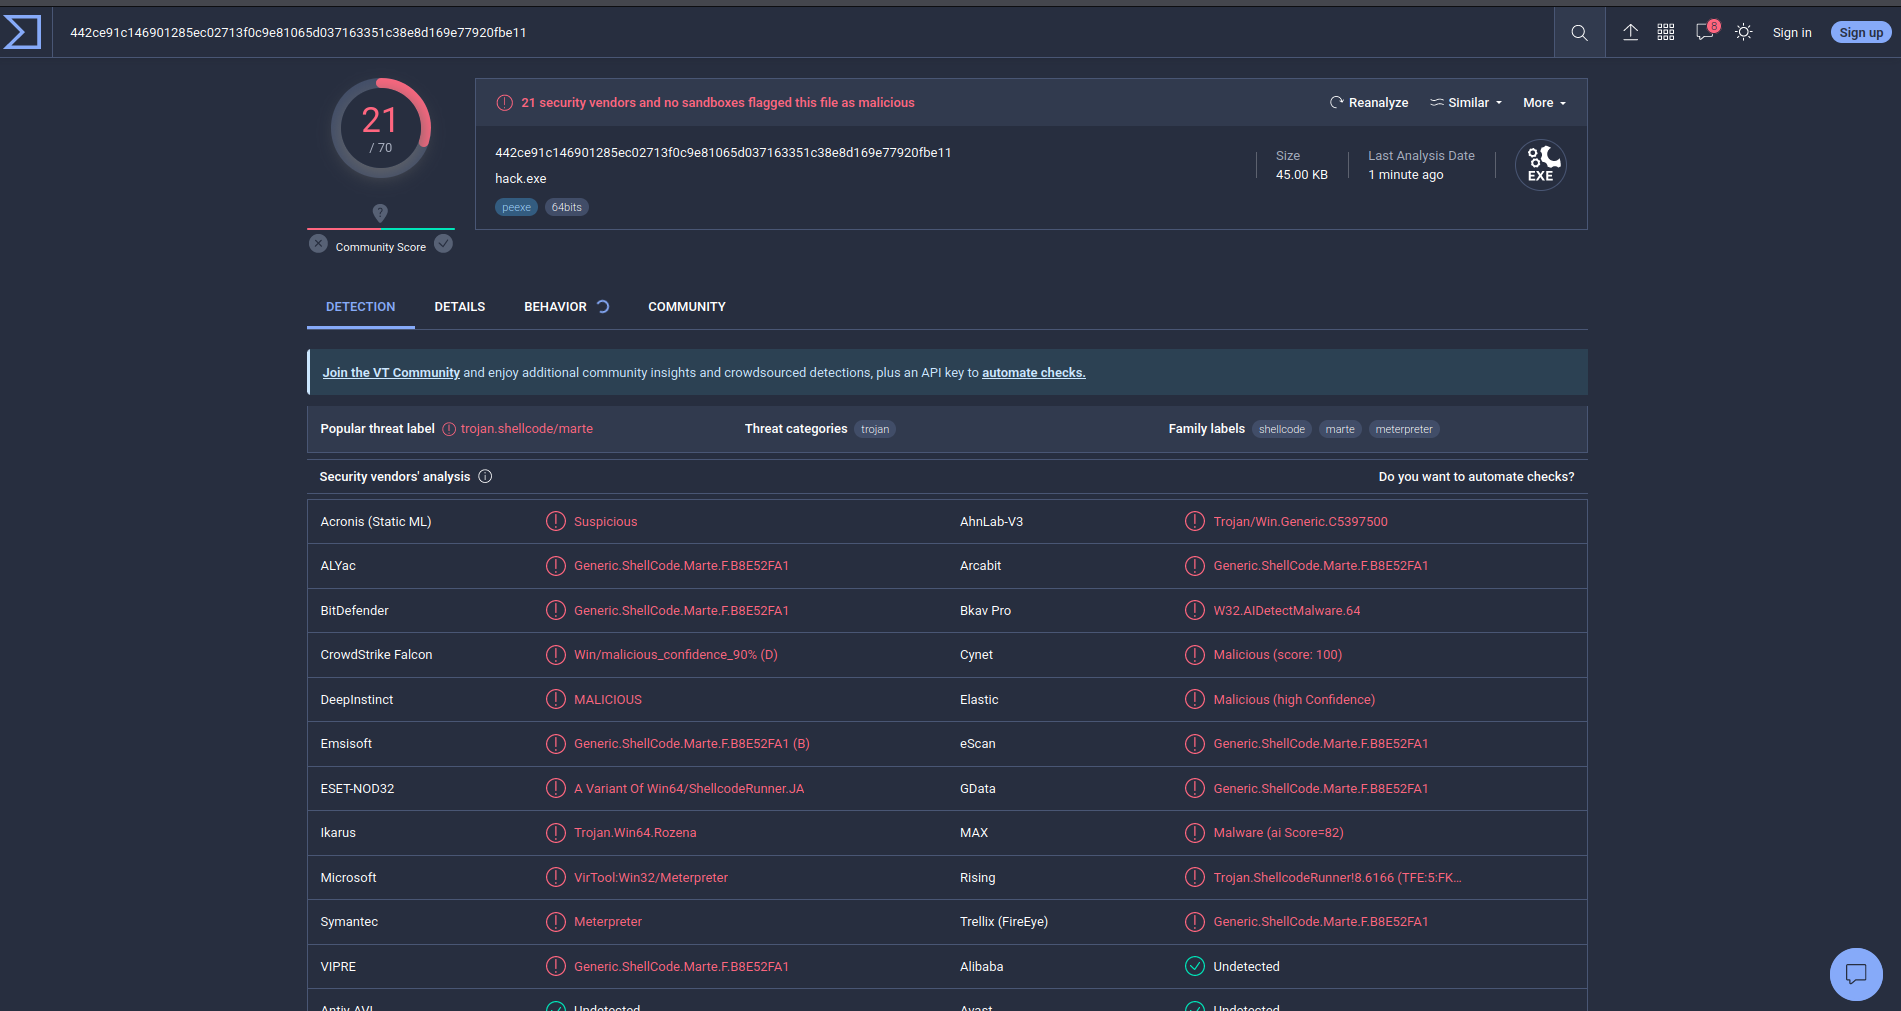 442ce91c146901285ec02713f0c9e81065d037163351c38e8d169e77920fbe11
8
Sign in
Sign up
21
/ 70
Community Score
21 security vendors and no sandboxes flagged this file as malicious
Reanalyze
Similar
More
442ce91c146901285ec02713f0c9e81065d037163351c38e8d169e77920fbe11
hack.exe
peexe
64bits
Size
45.00 KB
Last Analysis Date
1 minute ago
EXE
DETECTION
DETAILS
BEHAVIOR
COMMUNITY
Join the VT Community and enjoy additional community insights and crowdsourced detections, plus an API key to automate checks.
Popular threat label
trojan.shellcode/marte
Threat categories
trojan
Family labels
shellcode
marte
meterpreter
Security vendors' analysis
Do you want to automate checks?
Acronis (Static ML)
Suspicious
AhnLab-V3
Trojan/Win.Generic.C5397500
ALYac
Generic.ShellCode.Marte.F.B8E52FA1
Arcabit
Generic.ShellCode.Marte.F.B8E52FA1
BitDefender
Generic.ShellCode.Marte.F.B8E52FA1
Bkav Pro
W32.AIDetectMalware.64
CrowdStrike Falcon
Win/malicious_confidence_90% (D)
Cynet
Malicious (score: 100)
DeepInstinct
MALICIOUS
Elastic
Malicious (high Confidence)
Emsisoft
Generic.ShellCode.Marte.F.B8E52FA1 (B)
eScan
Generic.ShellCode.Marte.F.B8E52FA1
ESET-NOD32
A Variant Of Win64/ShellcodeRunner.JA
GData
Generic.ShellCode.Marte.F.B8E52FA1
Ikarus
Trojan.Win64.Rozena
MAX
Malware (ai Score=82)
Microsoft
VirTool:Win32/Meterpreter
Rising
Trojan.ShellcodeRunner!8.6166 (TFE:5:FK...
Symantec
Meterpreter
Trellix (FireEye)
Generic.ShellCode.Marte.F.B8E52FA1
VIPRE
Generic.ShellCode.Marte.F.B8E52FA1
Alibaba
Undetected
Antiy-AVL
Undetected
Avast
Undetected